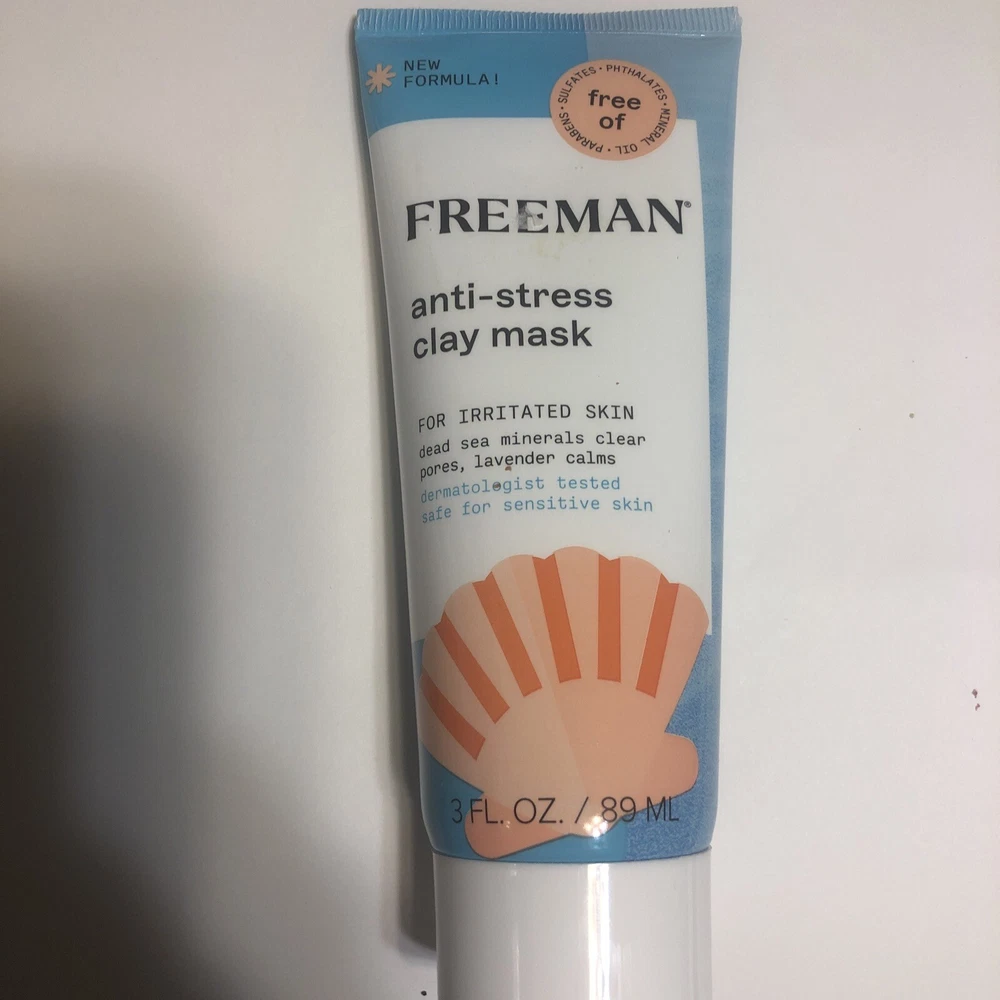 NEW
FORMULA!
SULFATES • PHTHALATES • MINERAL OIL • PARABENS •
free
of
FREEMAN®
anti-stress
clay mask
FOR IRRITATED SKIN
dead sea minerals clear
pores, lavender calms
dermatologist tested
safe for sensitive skin
3 FL. OZ. / 89 ML